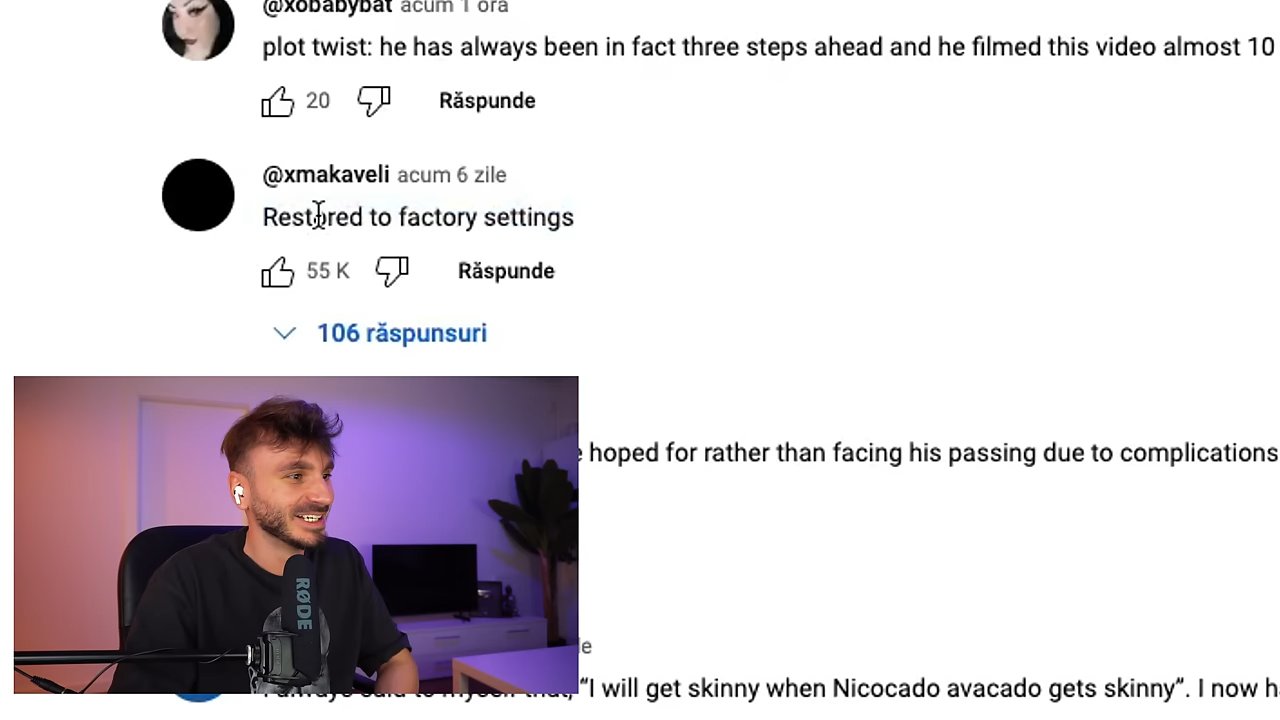 @xobabybat acum 1 oră
plot twist: he has always been in fact three steps ahead and he filmed this video almost 10
20 Răspunde
@xmakaveli acum 6 zile
Restored to factory settings
55 K Răspunde
106 răspunsuri
hoped for rather than facing his passing due to complications
RØDE
“I will get skinny when Nicocado avacado gets skinny”. I now